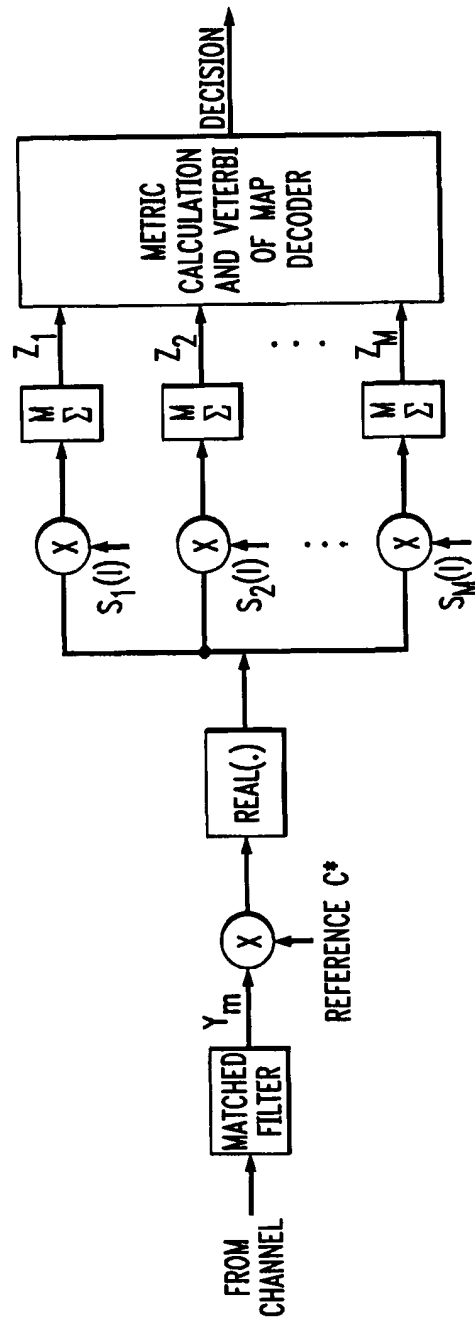 FROM
CHANNEL
MATCHED
FILTER
Y_m
X
REFERENCE C*
REAL(.)
X
S_1(l)
M
Σ
Z_1
X
S_2(l)
M
Σ
Z_2
X
S_M(l)
M
Σ
Z_M
METRIC
CALCULATION
AND VETERBI
OF MAP
DECODER
DECISION